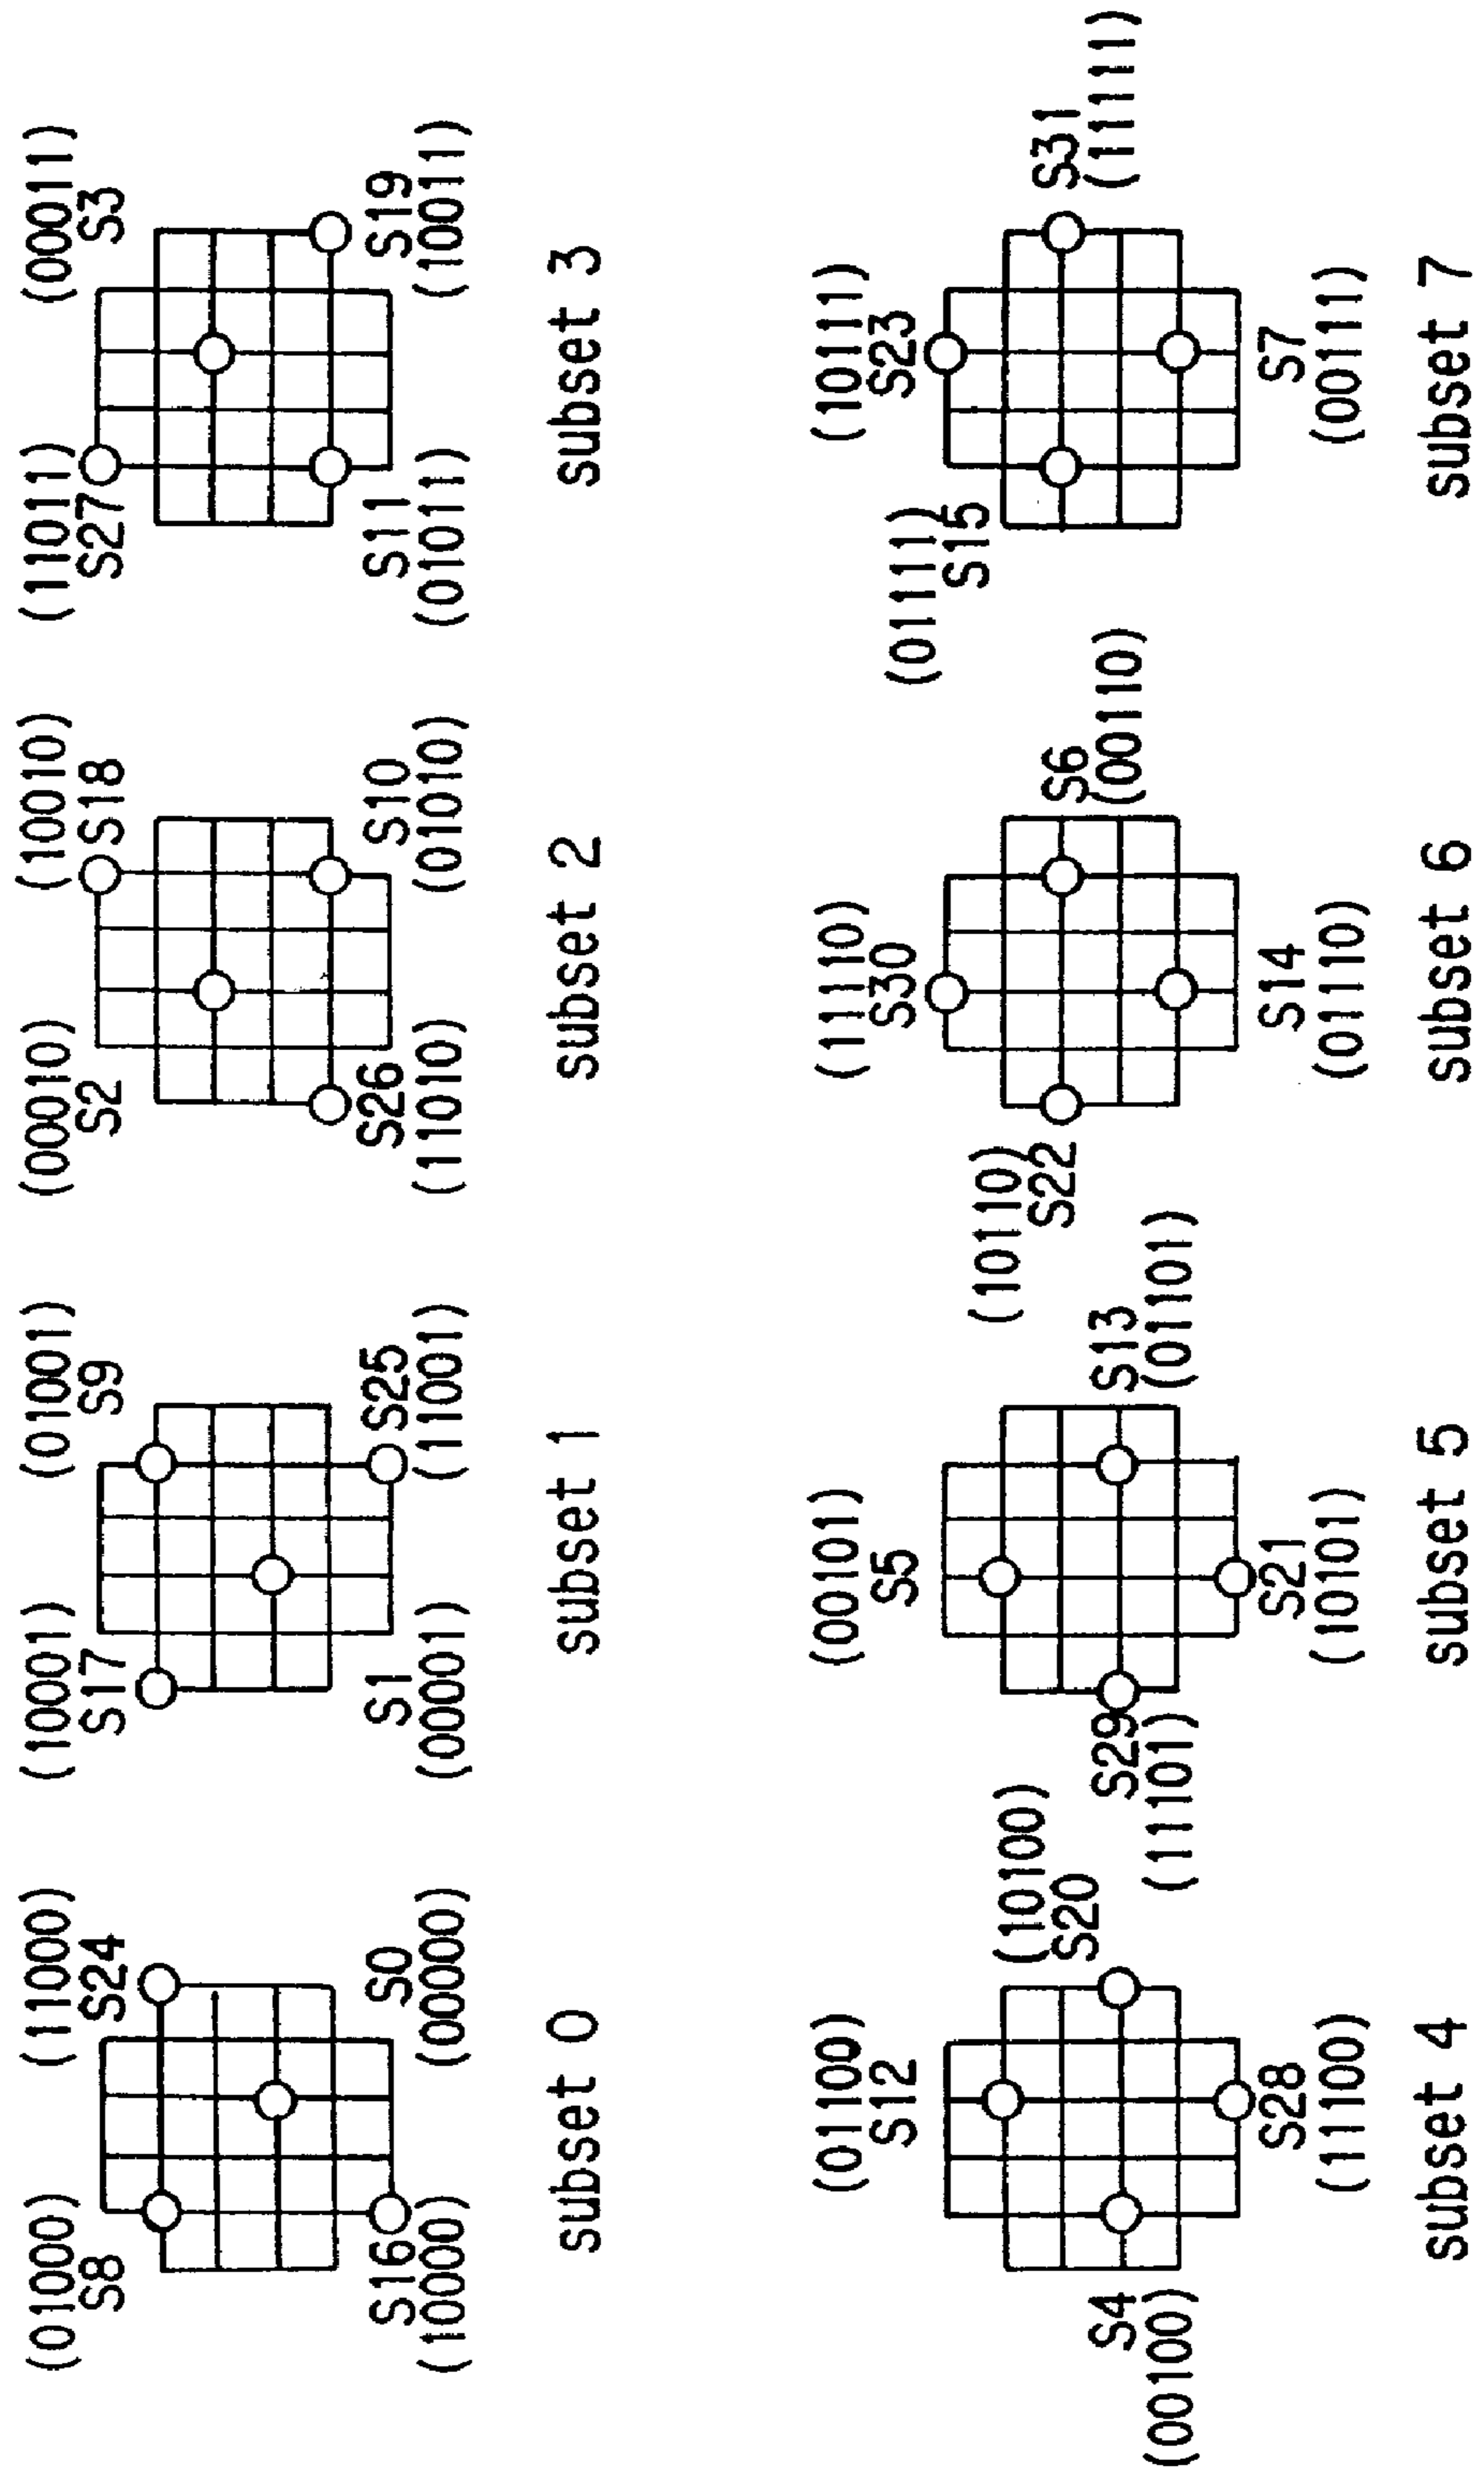 (01000)
S8
(11000)
S24
S16
(10000)
S0
(00000)
subset 0
(10001)
S17
(01001)
S9
S1
(00001)
S25
(11001)
subset 1
(00010)
S2
(10010)
S18
S26
(11010)
S10
(01010)
subset 2
(11011)
S27
(00011)
S3
S11
(01011)
S19
(10011)
subset 3
(01100)
S12
(10100)
S20
S4
(00100)
S28
(11100)
subset 4
(00101)
S5
S29
(11101)
S13
(01101)
S21
(10101)
subset 5
(11110)
S30
(10110)
S22
S6
(00110)
S14
(01110)
subset 6
(10111)
S23
(01111)
S15
S31
(11111)
S7
(00111)
subset 7